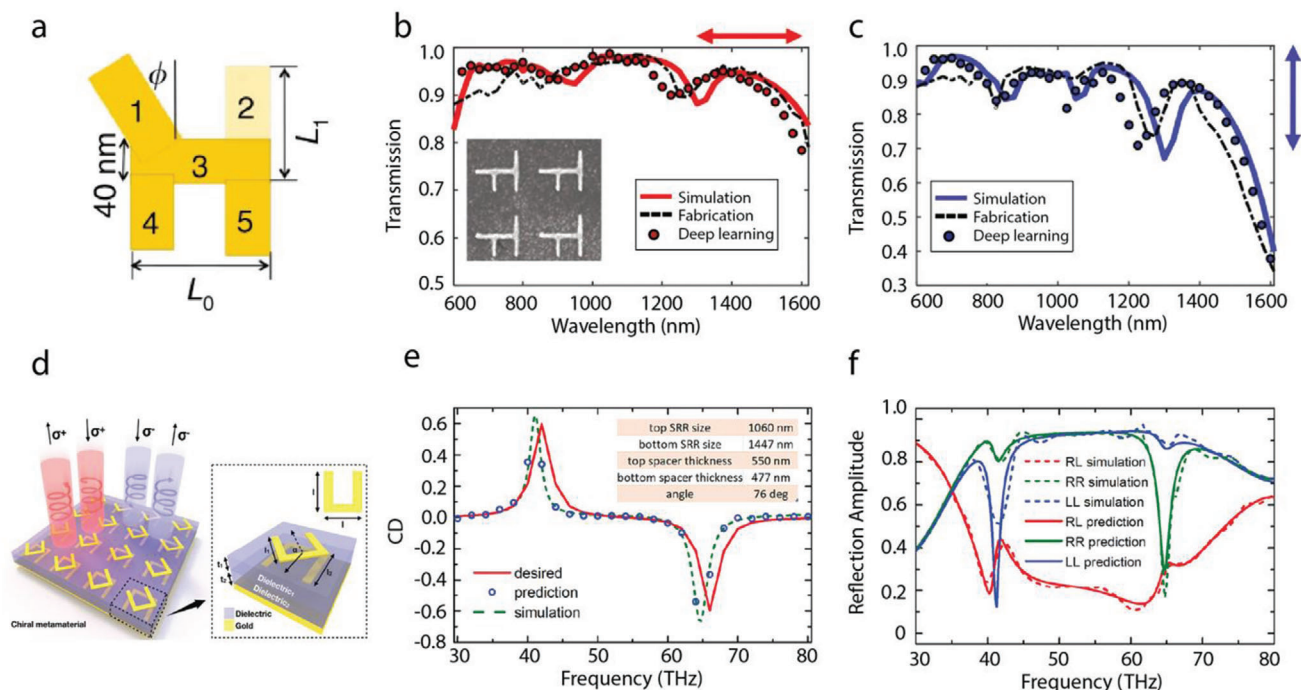 a
ϕ
1
2
3
4
5
40 nm
L1
L0
b
Transmission
1.0
0.9
0.8
0.7
0.6
0.5
Simulation
Fabrication
Deep learning
600 800 1000 1200 1400 1600
Wavelength (nm)
c
Transmission
1.0
0.9
0.8
0.7
0.6
0.5
0.4
0.3
Simulation
Fabrication
Deep learning
600 800 1000 1200 1400 1600
Wavelength (nm)
d
σ+ σ+ σ- σ-
l
l
l1
α
l2
t1
t2
Dielectric1
Dielectric2
Dielectric
Gold
Chiral metamaterial
e
CD
0.6
0.4
0.2
0.0
-0.2
-0.4
-0.6
-0.8
top SRR size 1060 nm
bottom SRR size 1447 nm
top spacer thickness 550 nm
bottom spacer thickness 477 nm
angle 76 deg
desired
prediction
simulation
30 40 50 60 70 80
Frequency (THz)
f
Reflection Amplitude
1.0
0.8
0.6
0.4
0.2
0
RL simulation
RR simulation
LL simulation
RL prediction
RR prediction
LL prediction
30 40 50 60 70 80
Frequency (THz)